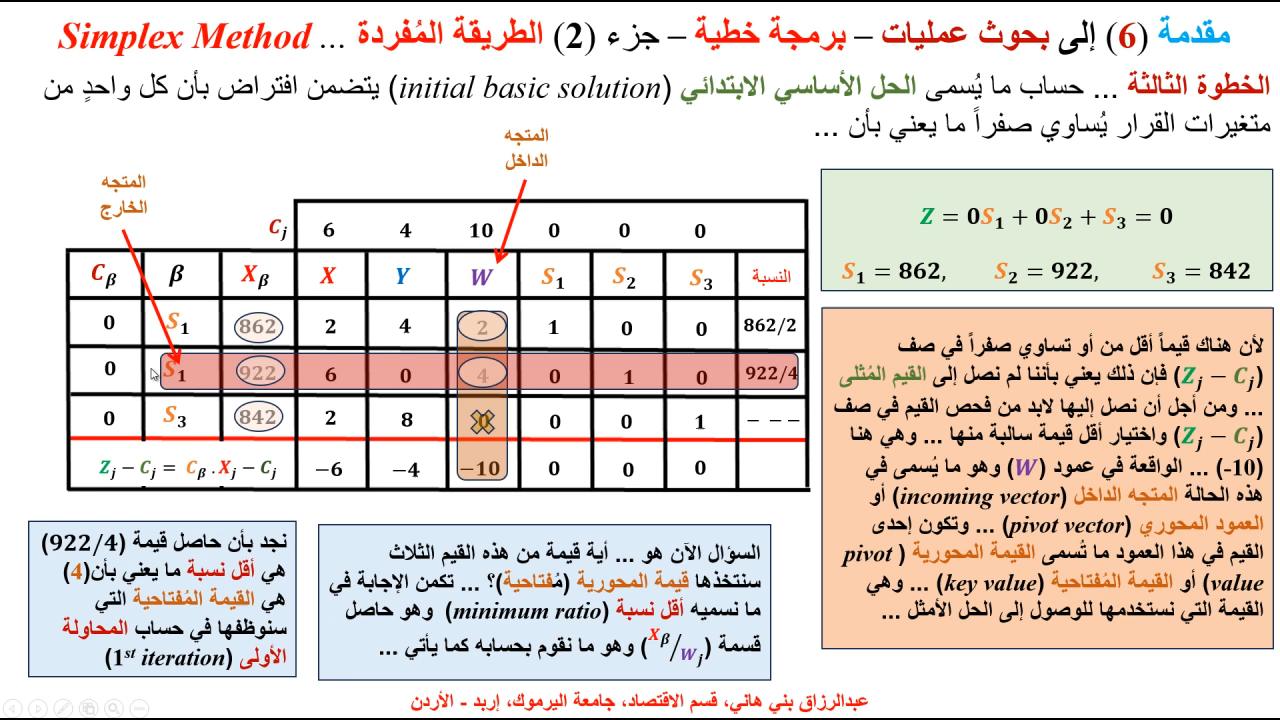 مقدمة (6) إلى بحوث عمليات – برمجة خطية – جزء (2) الطريقة المُفردة ... Simplex Method
الخطوة الثالثة ... حساب ما يُسمى الحل الأساسي الابتدائي (initial basic solution) يتضمن افتراض بأن كل واحدٍ من
متغيرات القرار يُساوي صفراً ما يعني بأن ...
المتجه
الداخل
المتجه
الخارج
Cj 6 4 10 0 0 0
Cβ β Xβ X Y W S1 S2 S3 النسبة
0 S1 862 2 4 2 1 0 0 862/2
0 S1 922 6 0 4 0 1 0 922/4
0 S3 842 2 8 0 0 0 1 - - -
Zj − Cj = Cβ . Xj − Cj −6 −4 −10 0 0 0
Z = 0S1 + 0S2 + S3 = 0
S1 = 862, S2 = 922, S3 = 842
لأن هناك قيماً أقل من أو تساوي صفراً في صف
(Zj − Cj) فإن ذلك يعني بأننا لم نصل إلى القيم المُثلى
... ومن أجل أن نصل إليها لابد من فحص القيم في صف
(Zj − Cj) واختيار أقل قيمة سالبة منها ... وهي هنا
(-10) ... الواقعة في عمود (W) وهو ما يُسمى في
هذه الحالة المتجه الداخل (incoming vector) أو
العمود المحوري (pivot vector) ... وتكون إحدى
القيم في هذا العمود ما تُسمى القيمة المحورية (pivot
value) أو القيمة المُفتاحية (key value) ... وهي
القيمة التي نستخدمها للوصول إلى الحل الأمثل ...
السؤال الآن هو ... أية قيمة من هذه القيم الثلاث
سنتخذها قيمة المحورية (مُفتاحية)؟ ... تكمن الإجابة في
ما نسميه أقل نسبة (minimum ratio) وهو حاصل
قسمة (Xβ/Wj) وهو ما نقوم بحسابه كما يأتي ...
نجد بأن حاصل قيمة (922/4)
هي أقل نسبة ما يعني بأن(4)
هي القيمة المُفتاحية التي
سنوظفها في حساب المحاولة
الأولى (1st iteration)
عبدالرزاق بني هاني، قسم الاقتصاد، جامعة اليرموك، إربد - الأردن